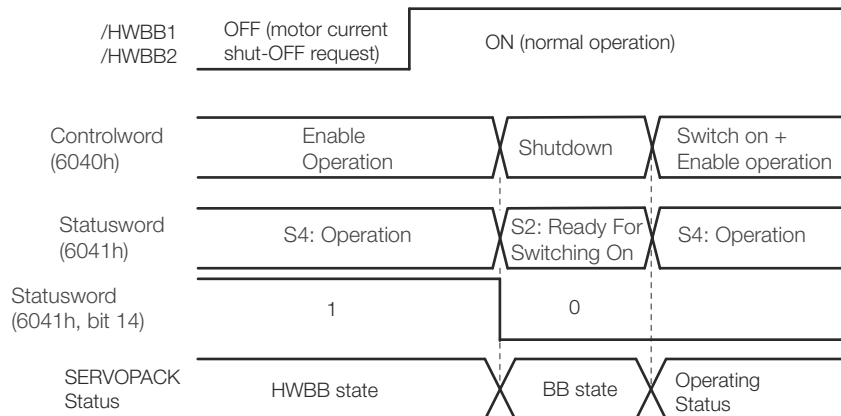 /HWBB1
/HWBB2
OFF (motor current
shut-OFF request)
ON (normal operation)
Controlword
(6040h)
Enable
Operation
Shutdown
Switch on +
Enable operation
Statusword
(6041h)
S4: Operation
S2: Ready For
Switching On
S4: Operation
Statusword
(6041h, bit 14)
1
0
SERVOPACK
Status
HWBB state
BB state
Operating
Status